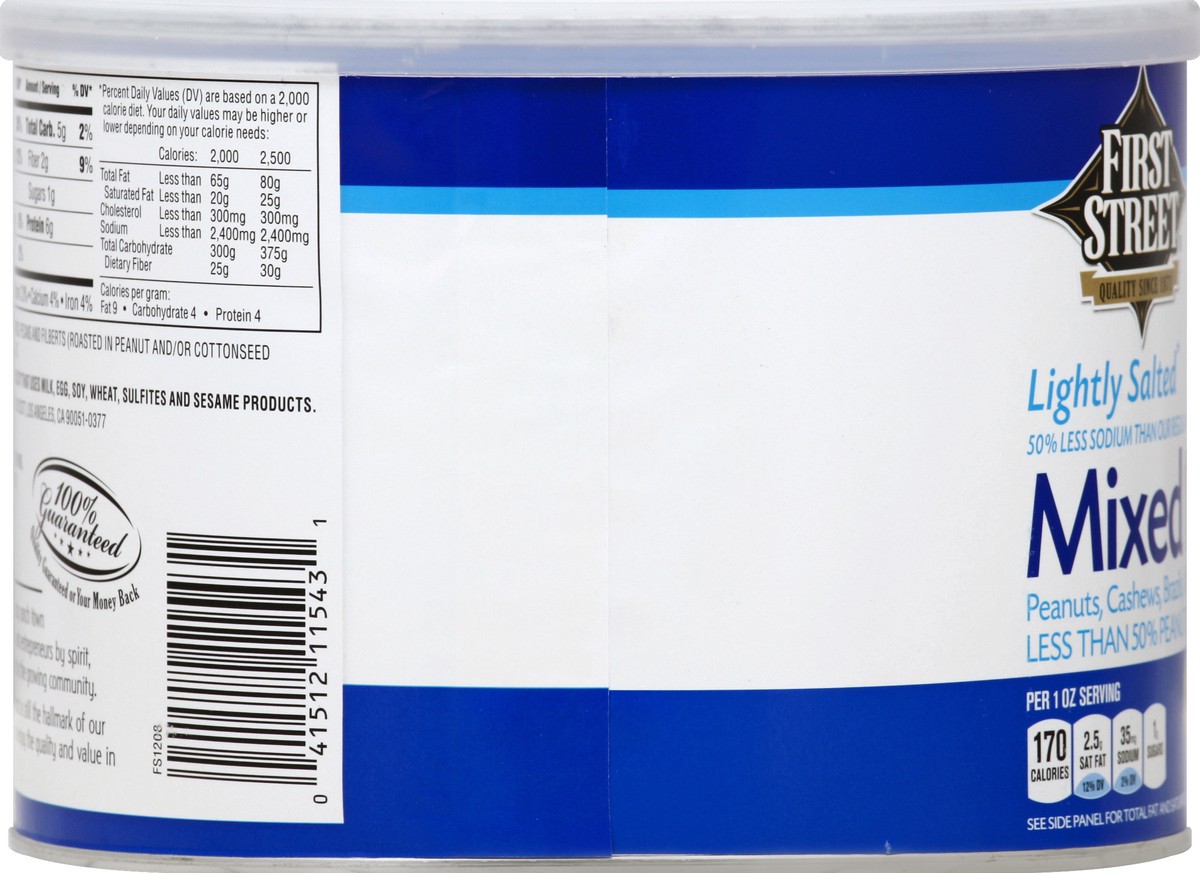 Amount / Serving % DV*
Total Carb. 5g 2%
Fiber 2g 9%
Sugars 1g
Protein 6g
Calcium 4% • Iron 4%
*Percent Daily Values (DV) are based on a 2,000
calorie diet. Your daily values may be higher or
lower depending on your calorie needs:
Calories: 2,000 2,500
Total Fat Less than 65g 80g
Saturated Fat Less than 20g 25g
Cholesterol Less than 300mg 300mg
Sodium Less than 2,400mg 2,400mg
Total Carbohydrate 300g 375g
Dietary Fiber 25g 30g
Calories per gram:
Fat 9 • Carbohydrate 4 • Protein 4
AND FILBERTS (ROASTED IN PEANUT AND/OR COTTONSEED
USES MILK, EGG, SOY, WHEAT, SULFITES AND SESAME PRODUCTS.
LOS ANGELES, CA 90051-0377
100%
Guaranteed
Guaranteed or Your Money Back
each town
entrepreneurs by spirit,
growing community.
still the hallmark of our
the quality and value in
FS1208
0 41512 11543 1
FIRST
STREET
QUALITY SINCE 1871
Lightly Salted
50% LESS SODIUM THAN OUR
Mixed
Peanuts, Cashews,
LESS THAN 50%
PER 1 OZ SERVING
170 CALORIES
2.5g SAT FAT 12% DV
35mg SODIUM 2% DV
1g SUGARS
SEE SIDE PANEL FOR TOTAL FAT AND